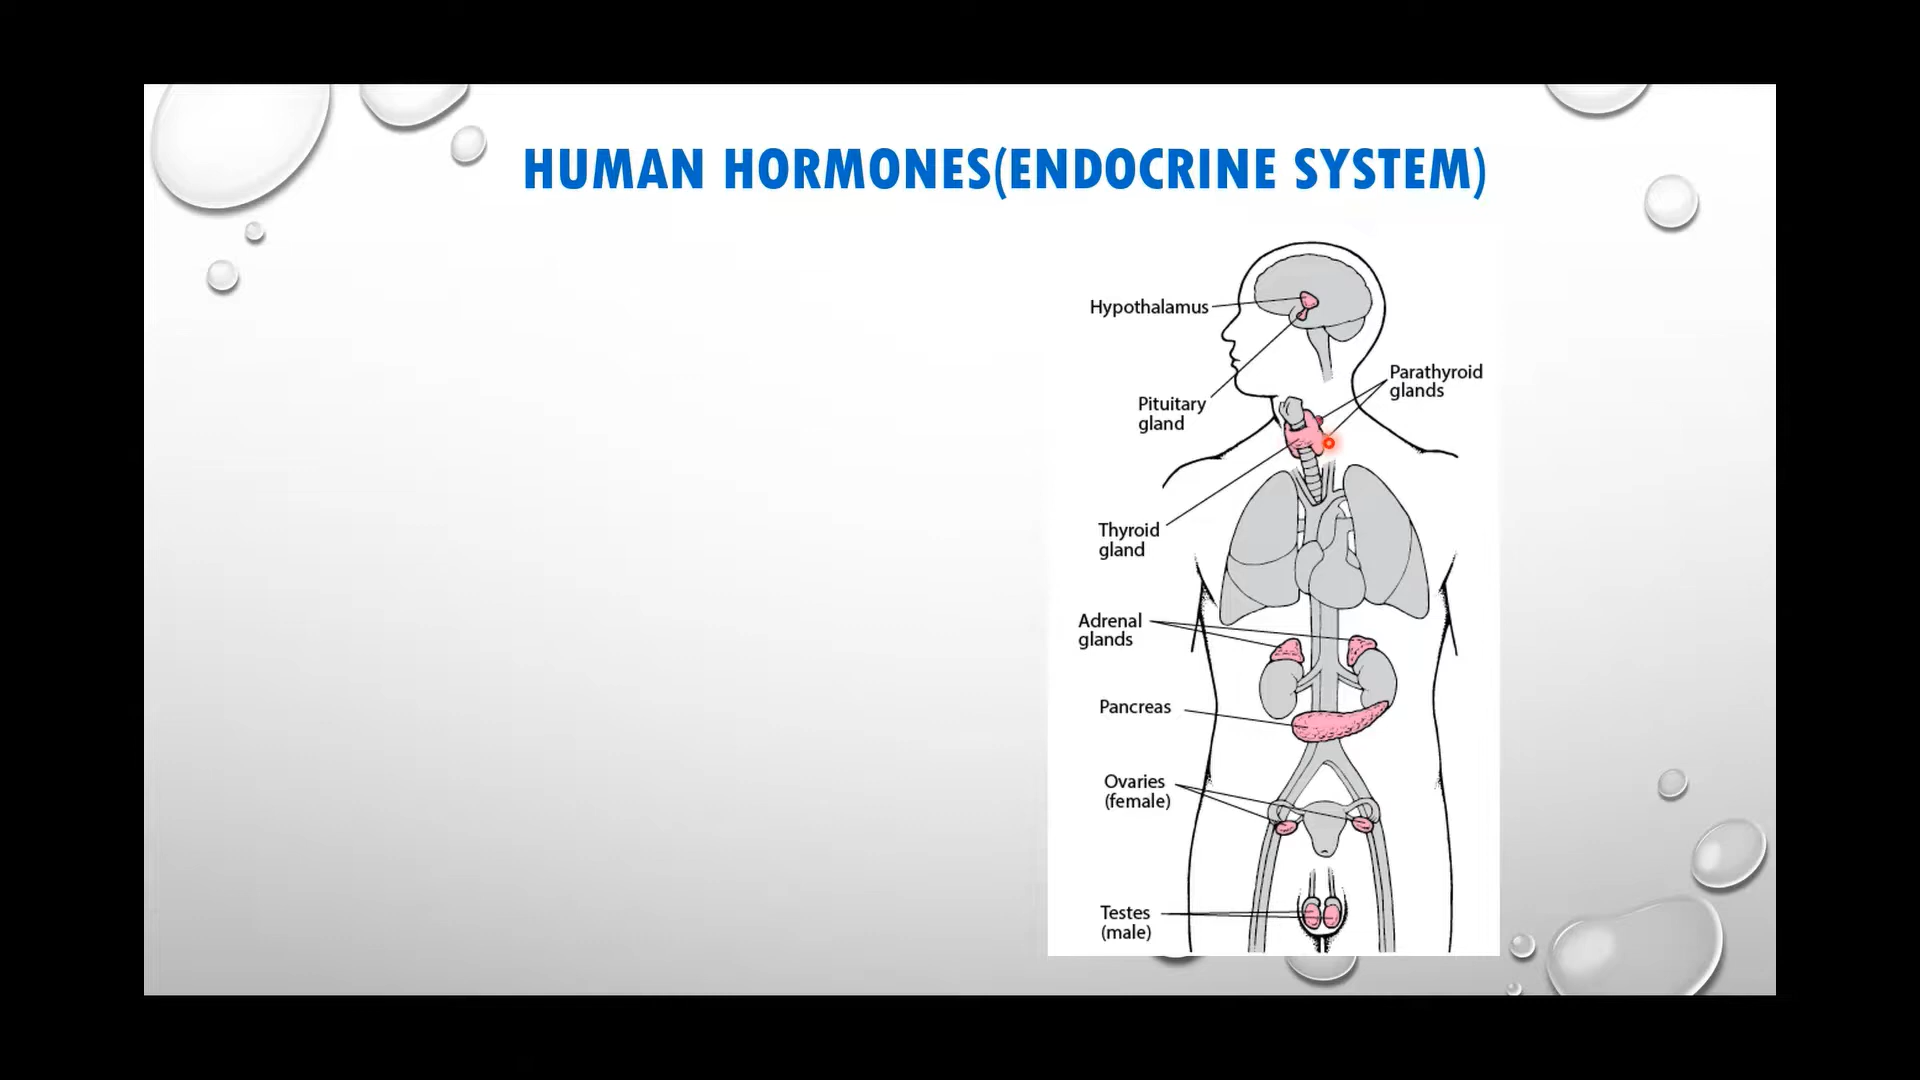 HUMAN HORMONES(ENDOCRINE SYSTEM)
Hypothalamus
Parathyroid
glands
Pituitary
gland
Thyroid
gland
Adrenal
glands
Pancreas
Ovaries
(female)
Testes
(male)